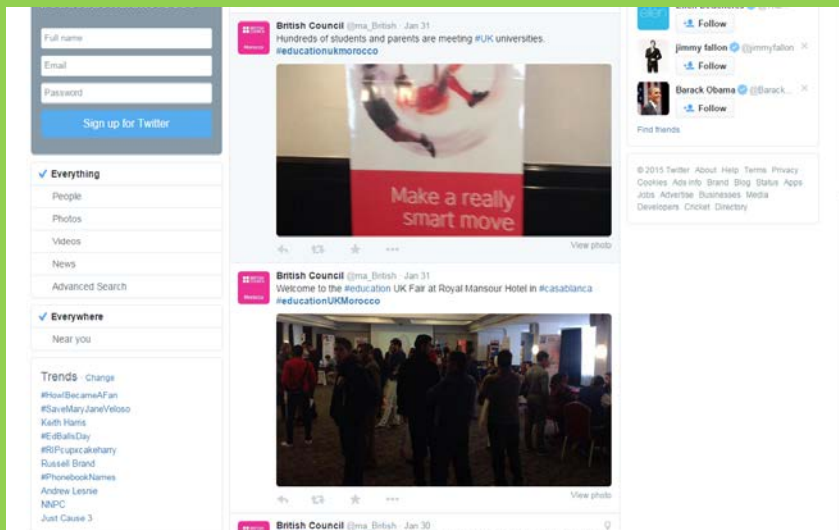 Full name
Email
Password
Sign up for Twitter
Everything
People
Photos
Videos
News
Advanced Search
Everywhere
Near you
Trends · Change
#HowIBecameAFan
#SaveMaryJaneVeloso
Keith Harris
#EdBallsDay
#RIPcupxcakeharry
Russell Brand
#PhonebookNames
Andrew Lesnie
NNPC
Just Cause 3
British Council @ma_British · Jan 31
Hundreds of students and parents are meeting #UK universities.
#educationukmorocco
Make a really
smart move
View photo
British Council @ma_British · Jan 31
Welcome to the #education UK Fair at Royal Mansour Hotel in #casablanca
#educationUKMorocco
View photo
British Council @ma_British · Jan 30
Follow
jimmy fallon @jimmyfallon
Follow
Barack Obama @Barack...
Follow
Find friends
© 2015 Twitter About Help Terms Privacy
Cookies Ads info Brand Blog Status Apps
Jobs Advertise Businesses Media
Developers Cricket Directory